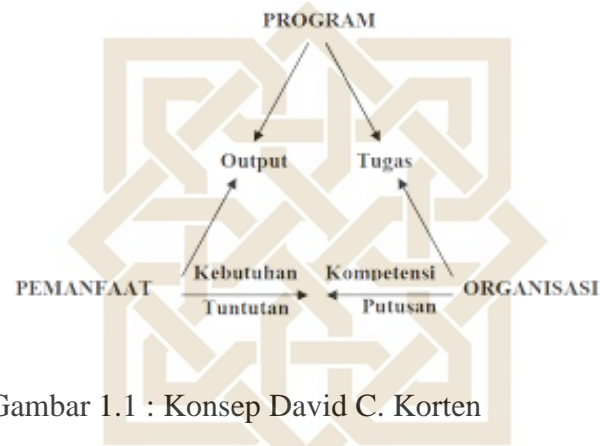 PROGRAM
Output Tugas
Kebutuhan Kompetensi
PEMANFAAT ORGANISASI
Tuntutan Putusan
Gambar 1.1 : Konsep David C. Korten